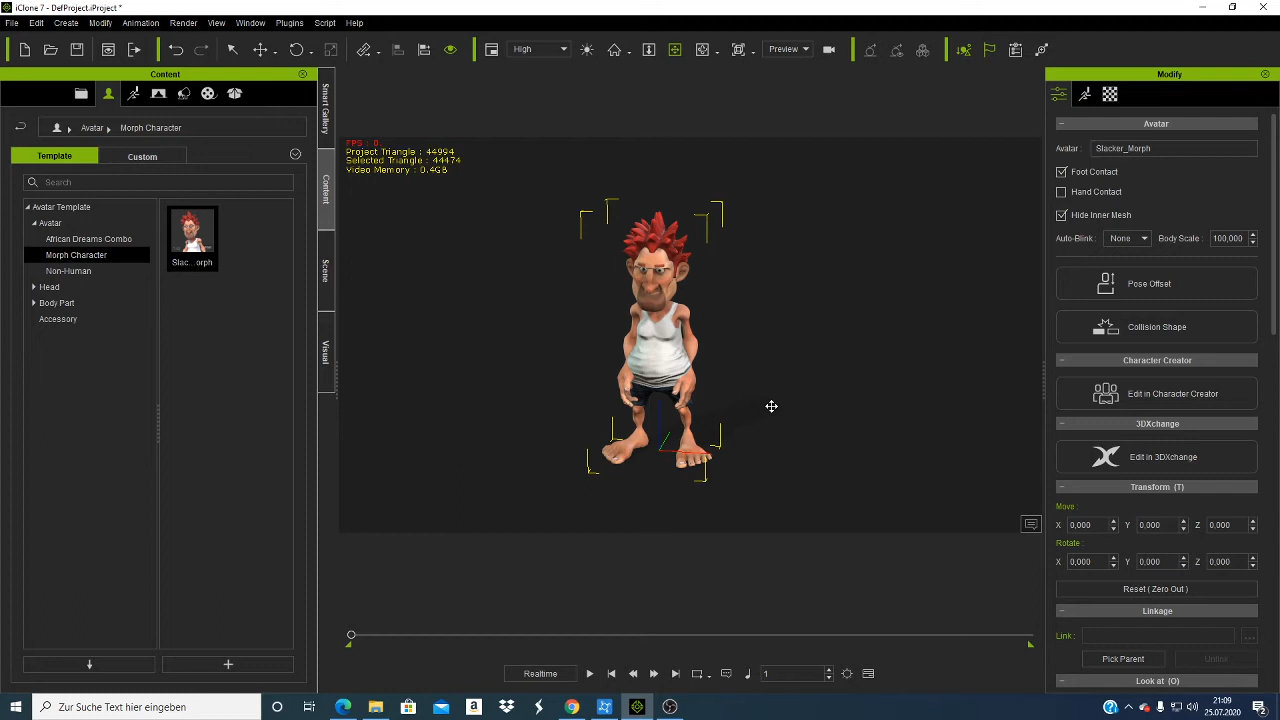 iClone 7 - DefProject.iProject *
File Edit Create Modify Animation Render View Window Plugins Script Help
High Preview
Content
Avatar Morph Character
Template Custom
Search
Avatar Template
Avatar
African Dreams Combo
Morph Character
Non-Human
Head
Body Part
Accessory
Slac...orph
Smart Gallery
Content
Scene
Visual
FPS : 0.
Project Triangle : 44994
Selected Triangle : 44474
Video Memory : 0.4GB
Realtime
1
Modify
Avatar
Avatar : Slacker_Morph
Foot Contact
Hand Contact
Hide Inner Mesh
Auto-Blink : None Body Scale : 100,000
Pose Offset
Collision Shape
Character Creator
Edit in Character Creator
3DXchange
Edit in 3DXchange
Transform (T)
Move :
X 0,000 Y 0,000 Z 0,000
Rotate :
X 0,000 Y 0,000 Z 0,000
Reset ( Zero Out )
Linkage
Link : ...
Pick Parent Unlink
Look at (O)
Zur Suche Text hier eingeben
21:09
25.07.2020
2